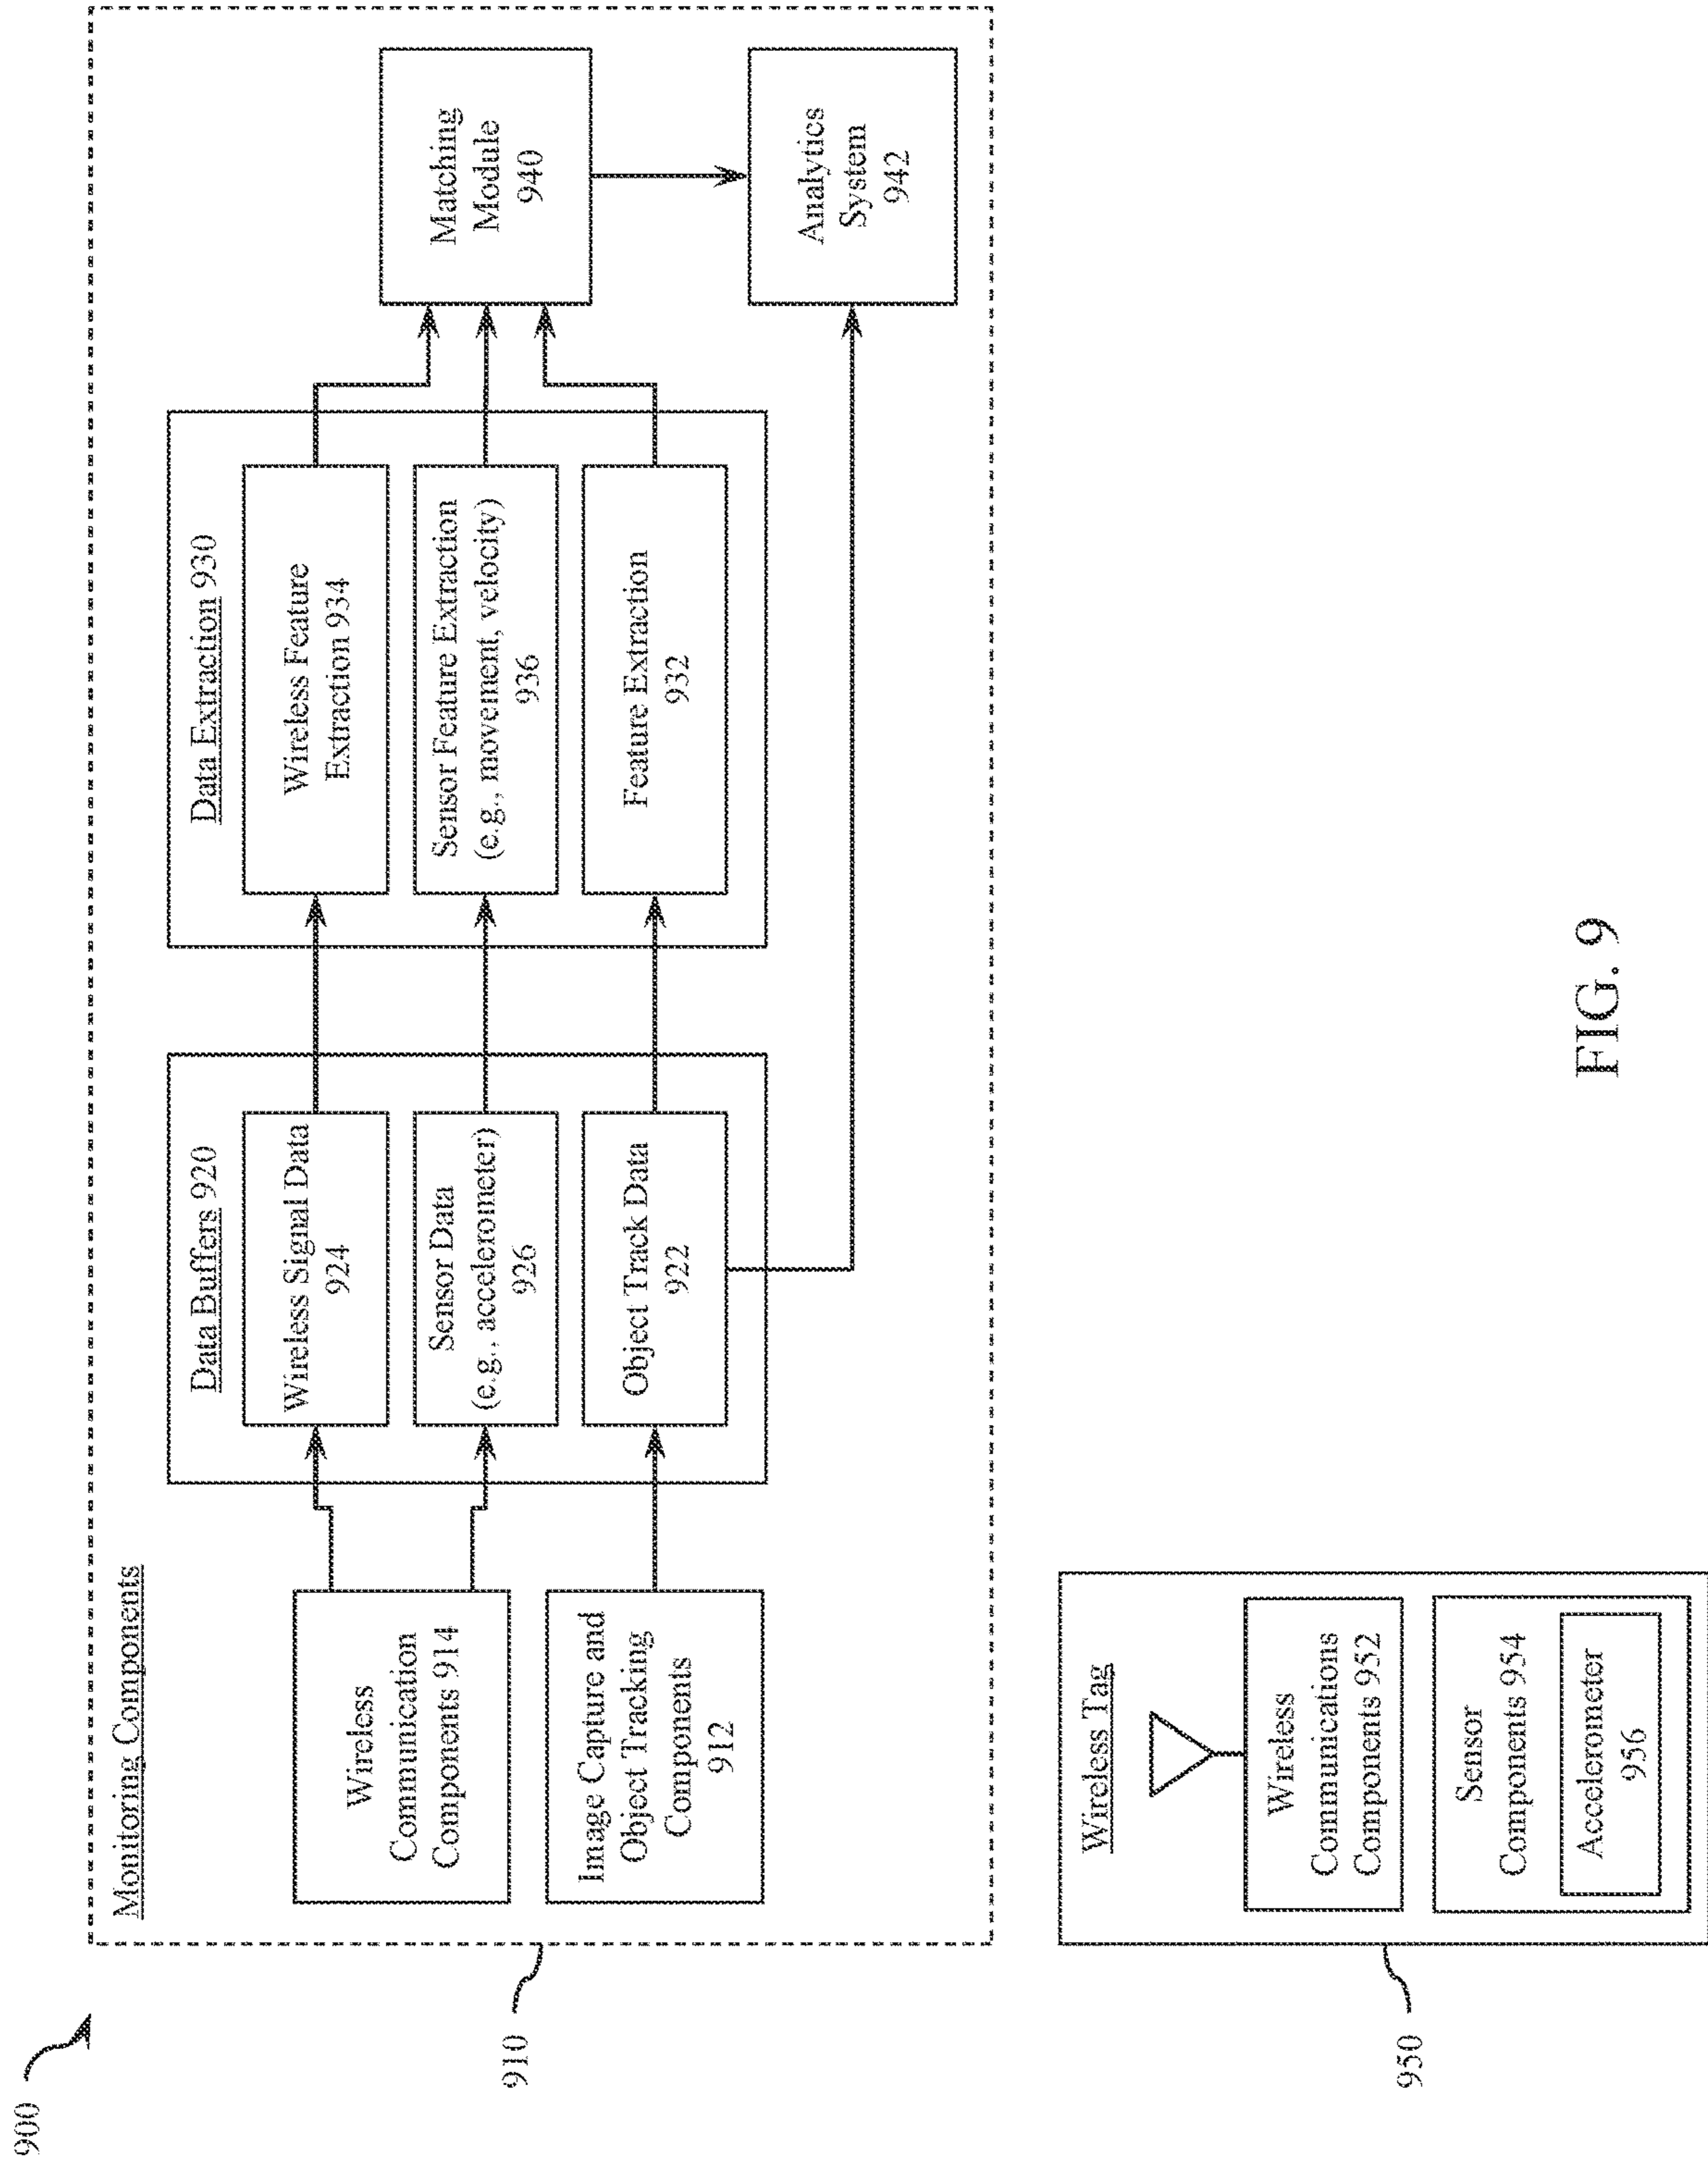 900
Monitoring Components
910
Wireless
Communication
Components 914
Image Capture and
Object Tracking
Components
912
Data Buffers 920
Wireless Signal Data
924
Sensor Data
(e.g., accelerometer)
926
Object Track Data
922
Data Extraction 930
Wireless Feature
Extraction 934
Sensor Feature Extraction
(e.g., movement, velocity)
936
Feature Extraction
932
Matching
Module
940
Analytics
System
942
950
Wireless Tag
Wireless
Communications
Components 952
Sensor
Components 954
Accelerometer
956
FIG. 9